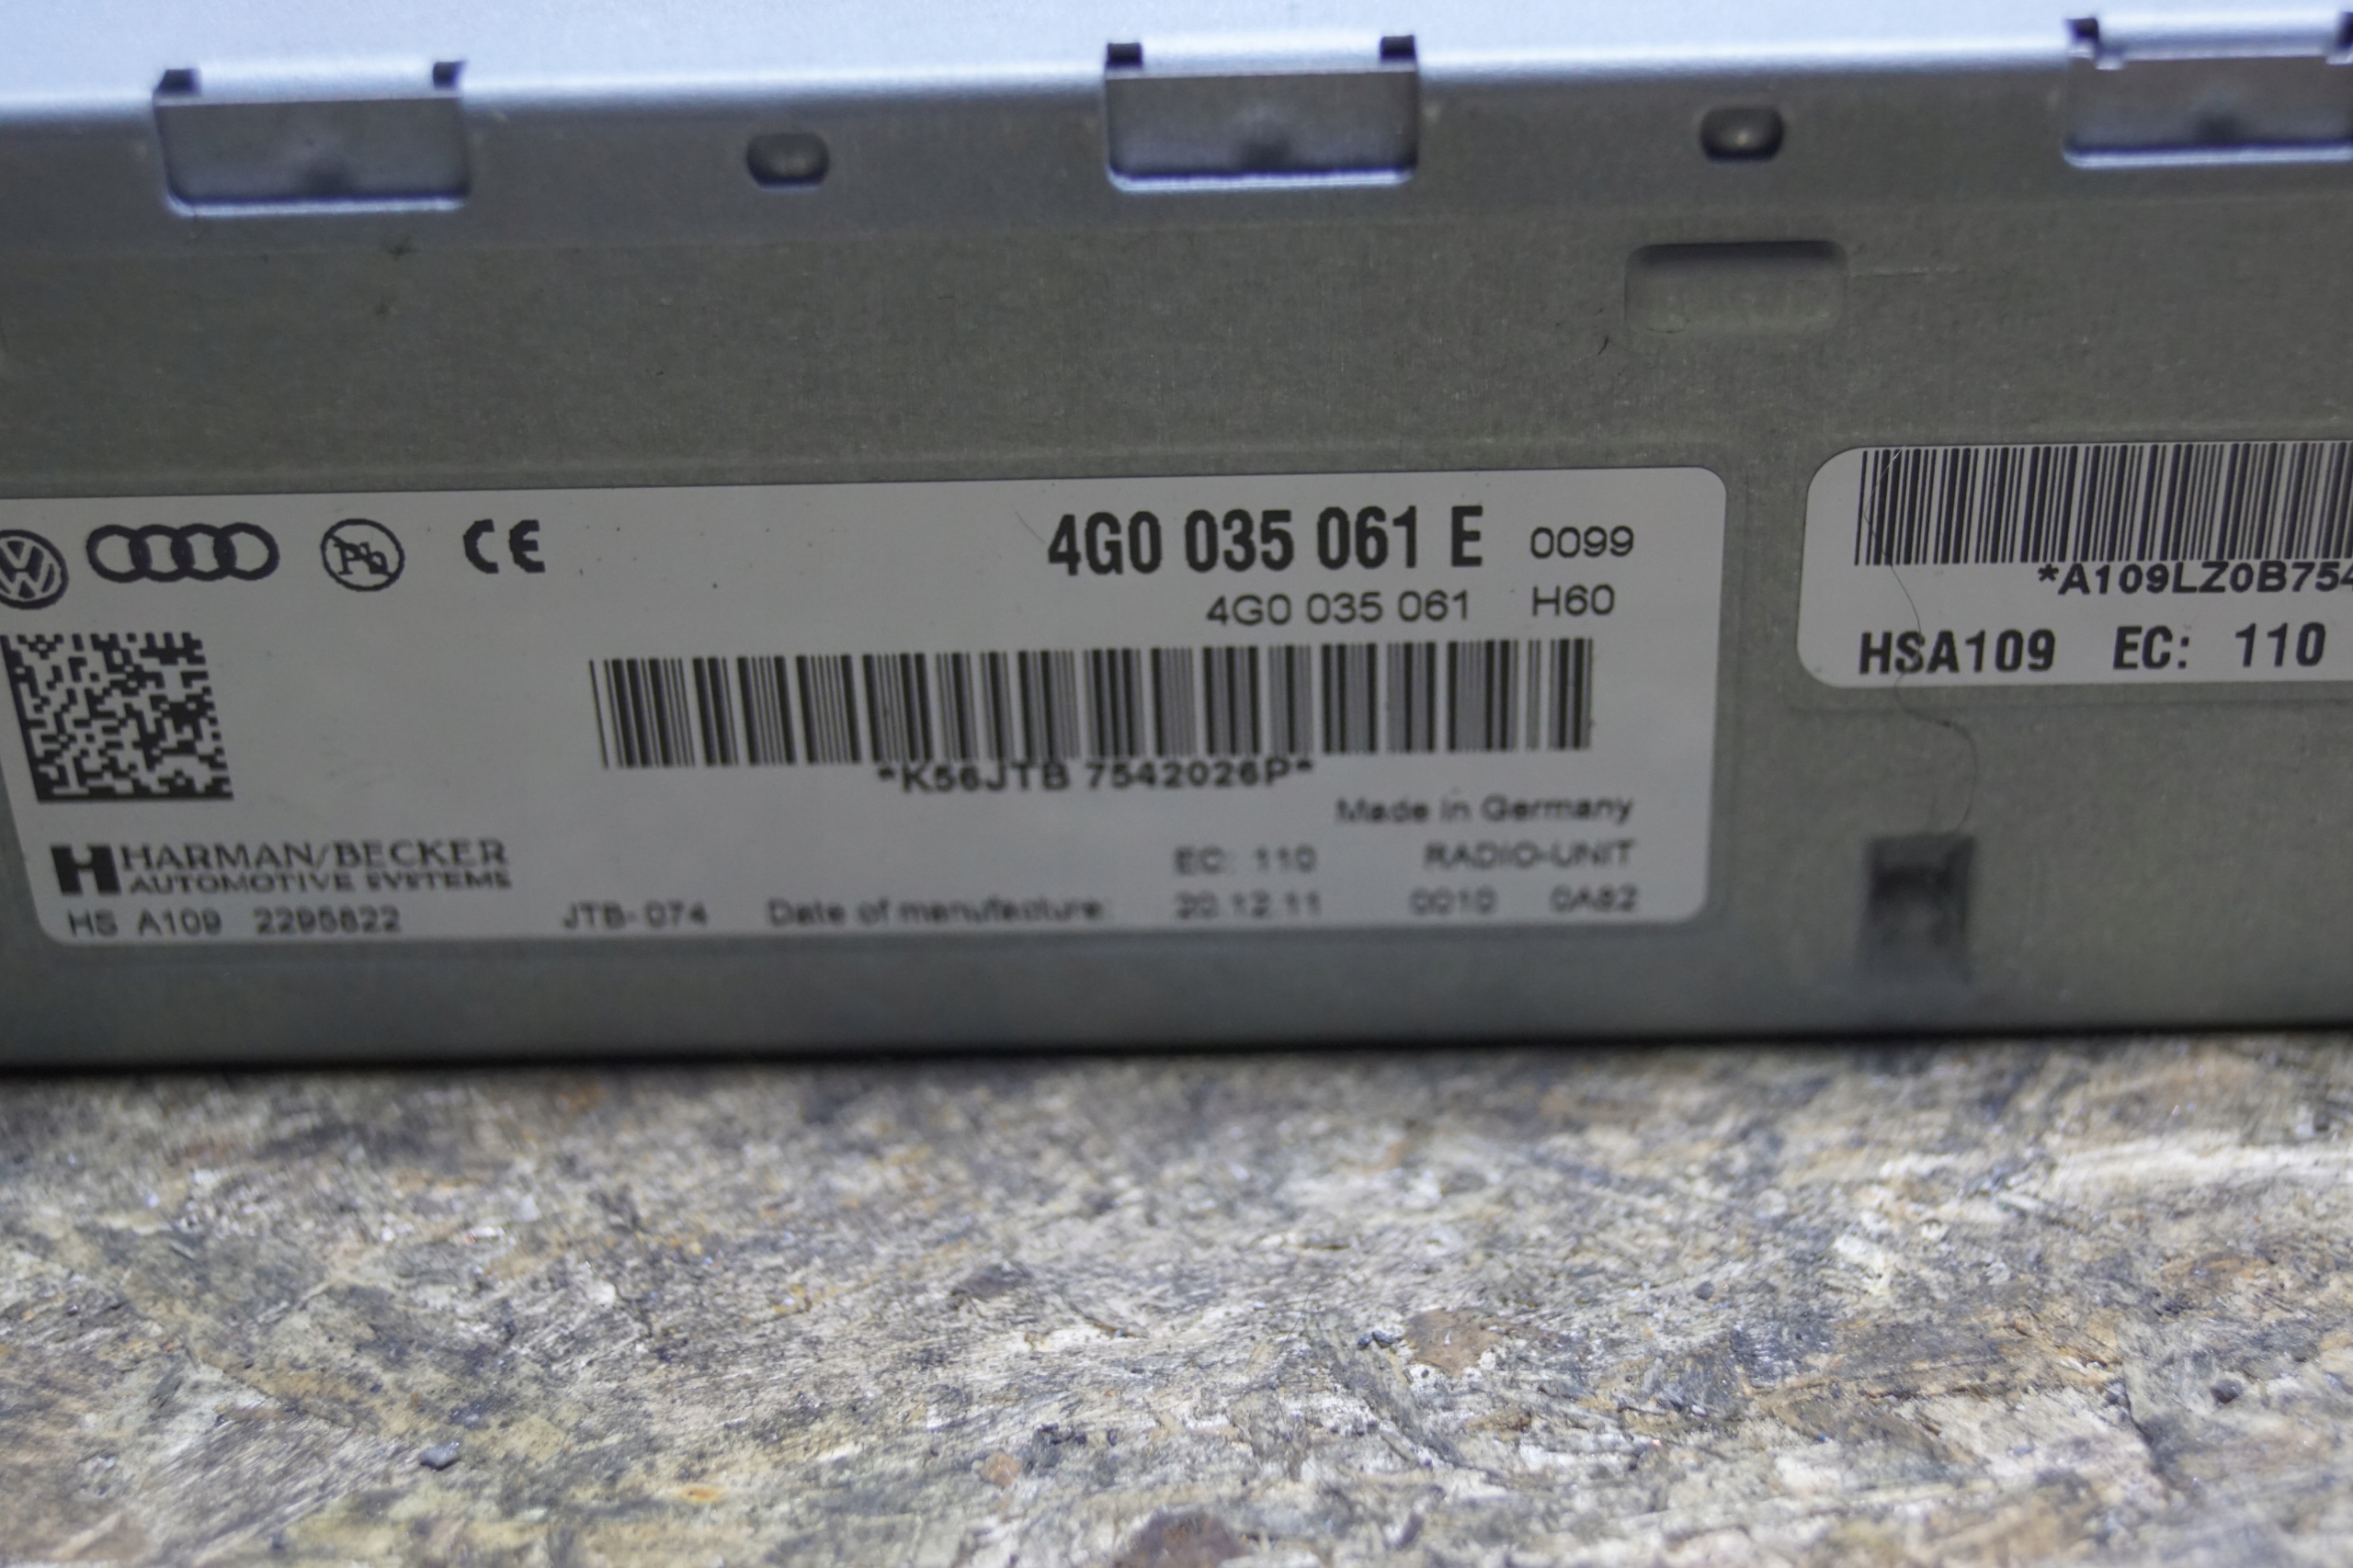 4G0 035 061 E 0099
4G0 035 061 H60
*K56JTB 7542026P*
Made in Germany
EC: 110 RADIO-UNIT
HARMAN/BECKER
AUTOMOTIVE SYSTEMS
HS A109 2295822 JTB-074 Date of manufacture: 20.12.11 0010 0A82
*A109LZ0B754
HSA109 EC: 110